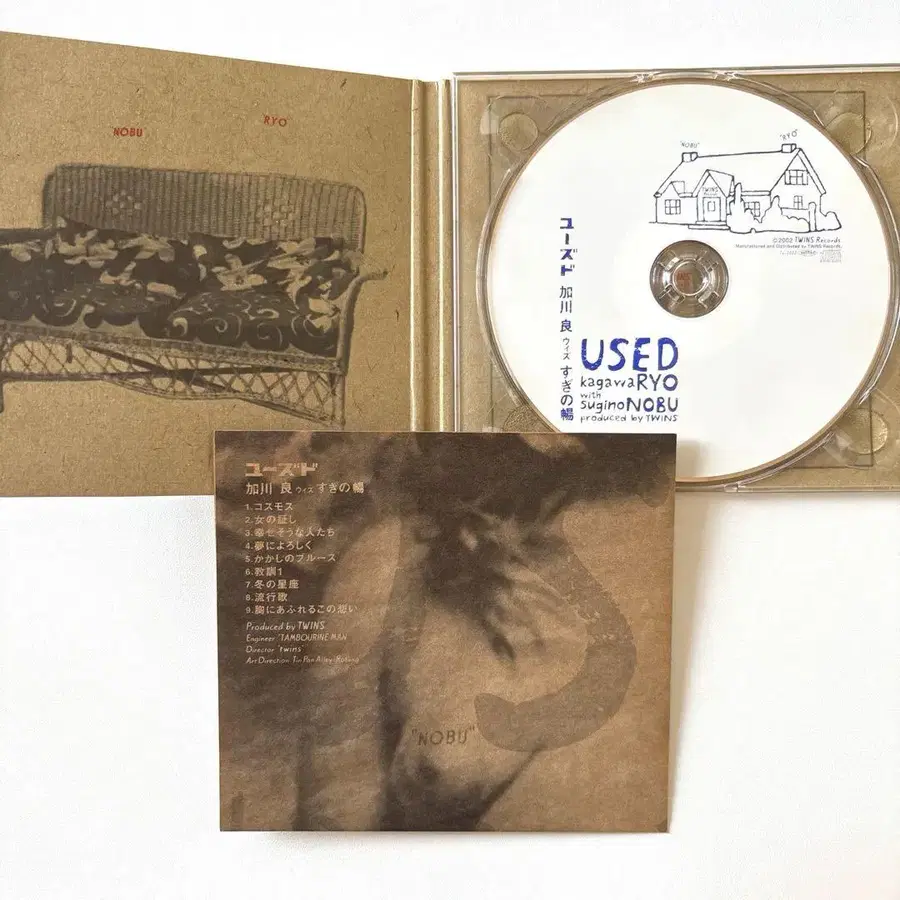 NOBU
RYO
"NOBU"
"RYO"
TWINS
©2002 TWINS Records
Manufactured and Distributed by TWINS Records.
ユーズド 加川 良 ウィズ すぎの暢
USED
kagawaRYO
with
suginoNOBU
produced by TWINS
ユーズド
加川 良 ウィズ すぎの暢
1.コスモス
2.女の証し
3.幸せそうな人たち
4.夢によろしく
5.かかしのブルース
6.教訓1
7.冬の星座
8.流行歌
9.胸にあふれるこの想い
Produced by TWINS
Engineer "TAMBOURINE MAN
Director "twins"
Art Direction Tin Pan Alley
"NOBU"